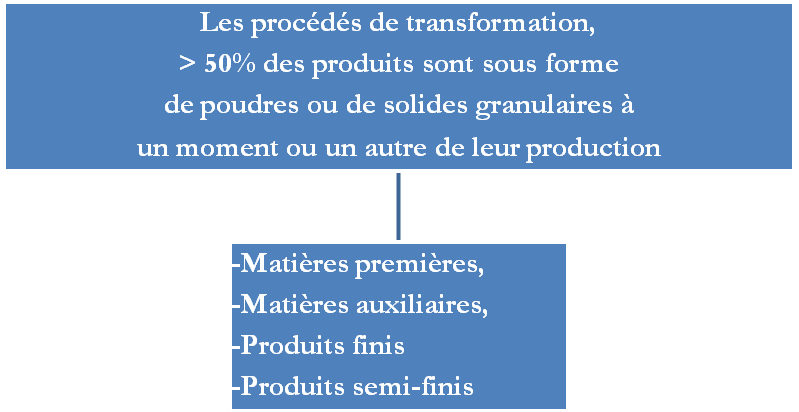 Les procédés de transformation,
> 50% des produits sont sous forme
de poudres ou de solides granulaires à
un moment ou un autre de leur production
-Matières premières,
-Matières auxiliaires,
-Produits finis
-Produits semi-finis